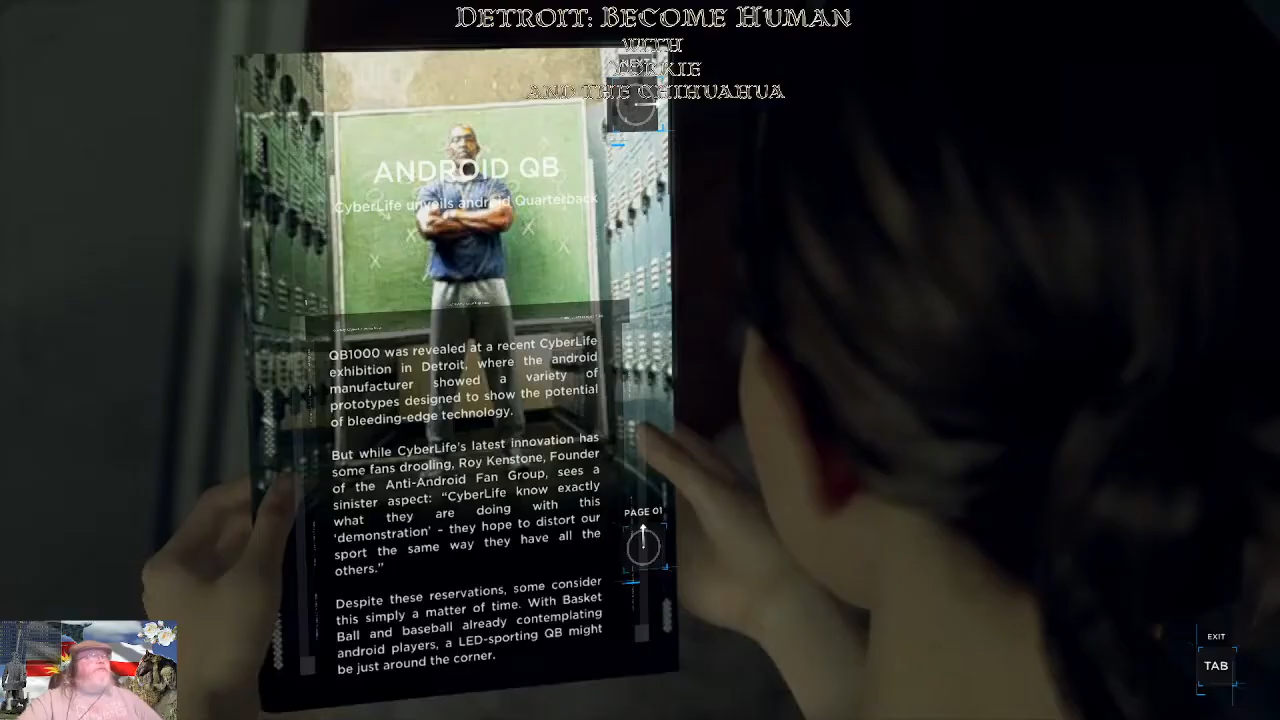 DETROIT: BECOME HUMAN
WITH
AND THE CHIHUAHUA
ANDROID QB
CyberLife unveils android Quarterback
QB1000 was revealed at a recent CyberLife
exhibition in Detroit, where the android
manufacturer showed a variety of
prototypes designed to show the potential
of bleeding-edge technology.
But while CyberLife's latest innovation has
some fans drooling, Roy Kenstone, Founder
of the Anti-Android Fan Group, sees a
sinister aspect: “CyberLife know exactly
what they are doing with this
‘demonstration’ – they hope to distort our
sport the same way they have all the
others.”
Despite these reservations, some consider
this simply a matter of time. With Basket
Ball and baseball already contemplating
android players, a LED-sporting QB might
be just around the corner.
PAGE 01
EXIT
TAB